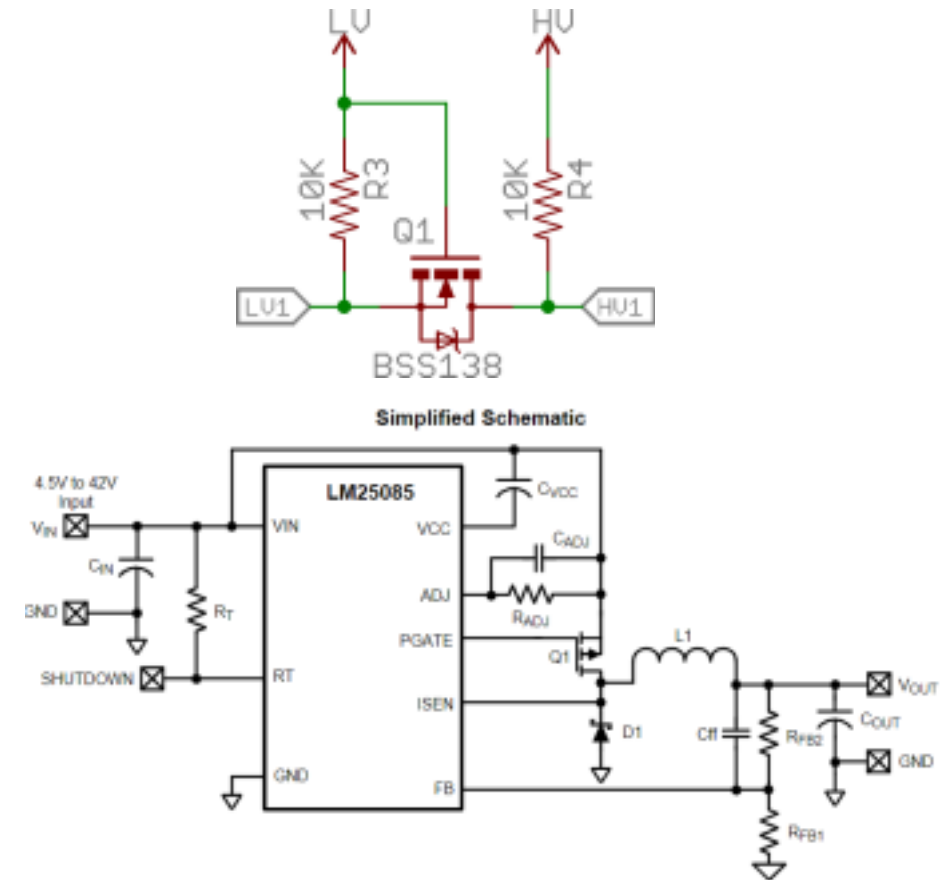 LV
HV
10K
R3
10K
R4
Q1
LV1
HV1
BSS138
Simplified Schematic
4.5V to 42V
Input
VIN
CIN
GND
RT
SHUTDOWN
LM25085
VIN
VCC
ADJ
PGATE
RT
ISEN
GND
FB
CVCC
CADJ
RADJ
Q1
L1
D1
Cff
RFB2
RFB1
VOUT
COUT
GND